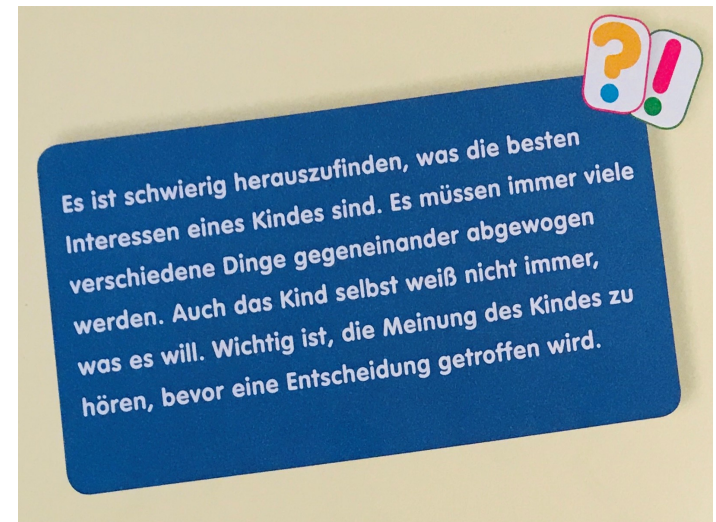 ?!
Es ist schwierig herauszufinden, was die besten
Interessen eines Kindes sind. Es müssen immer viele
verschiedene Dinge gegeneinander abgewogen
werden. Auch das Kind selbst weiß nicht immer,
was es will. Wichtig ist, die Meinung des Kindes zu
hören, bevor eine Entscheidung getroffen wird.